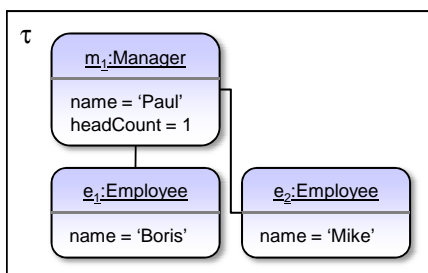 τ
m₁:Manager
name = ‘Paul’
headCount = 1
e₁:Employee
name = ‘Boris’
e₂:Employee
name = ‘Mike’